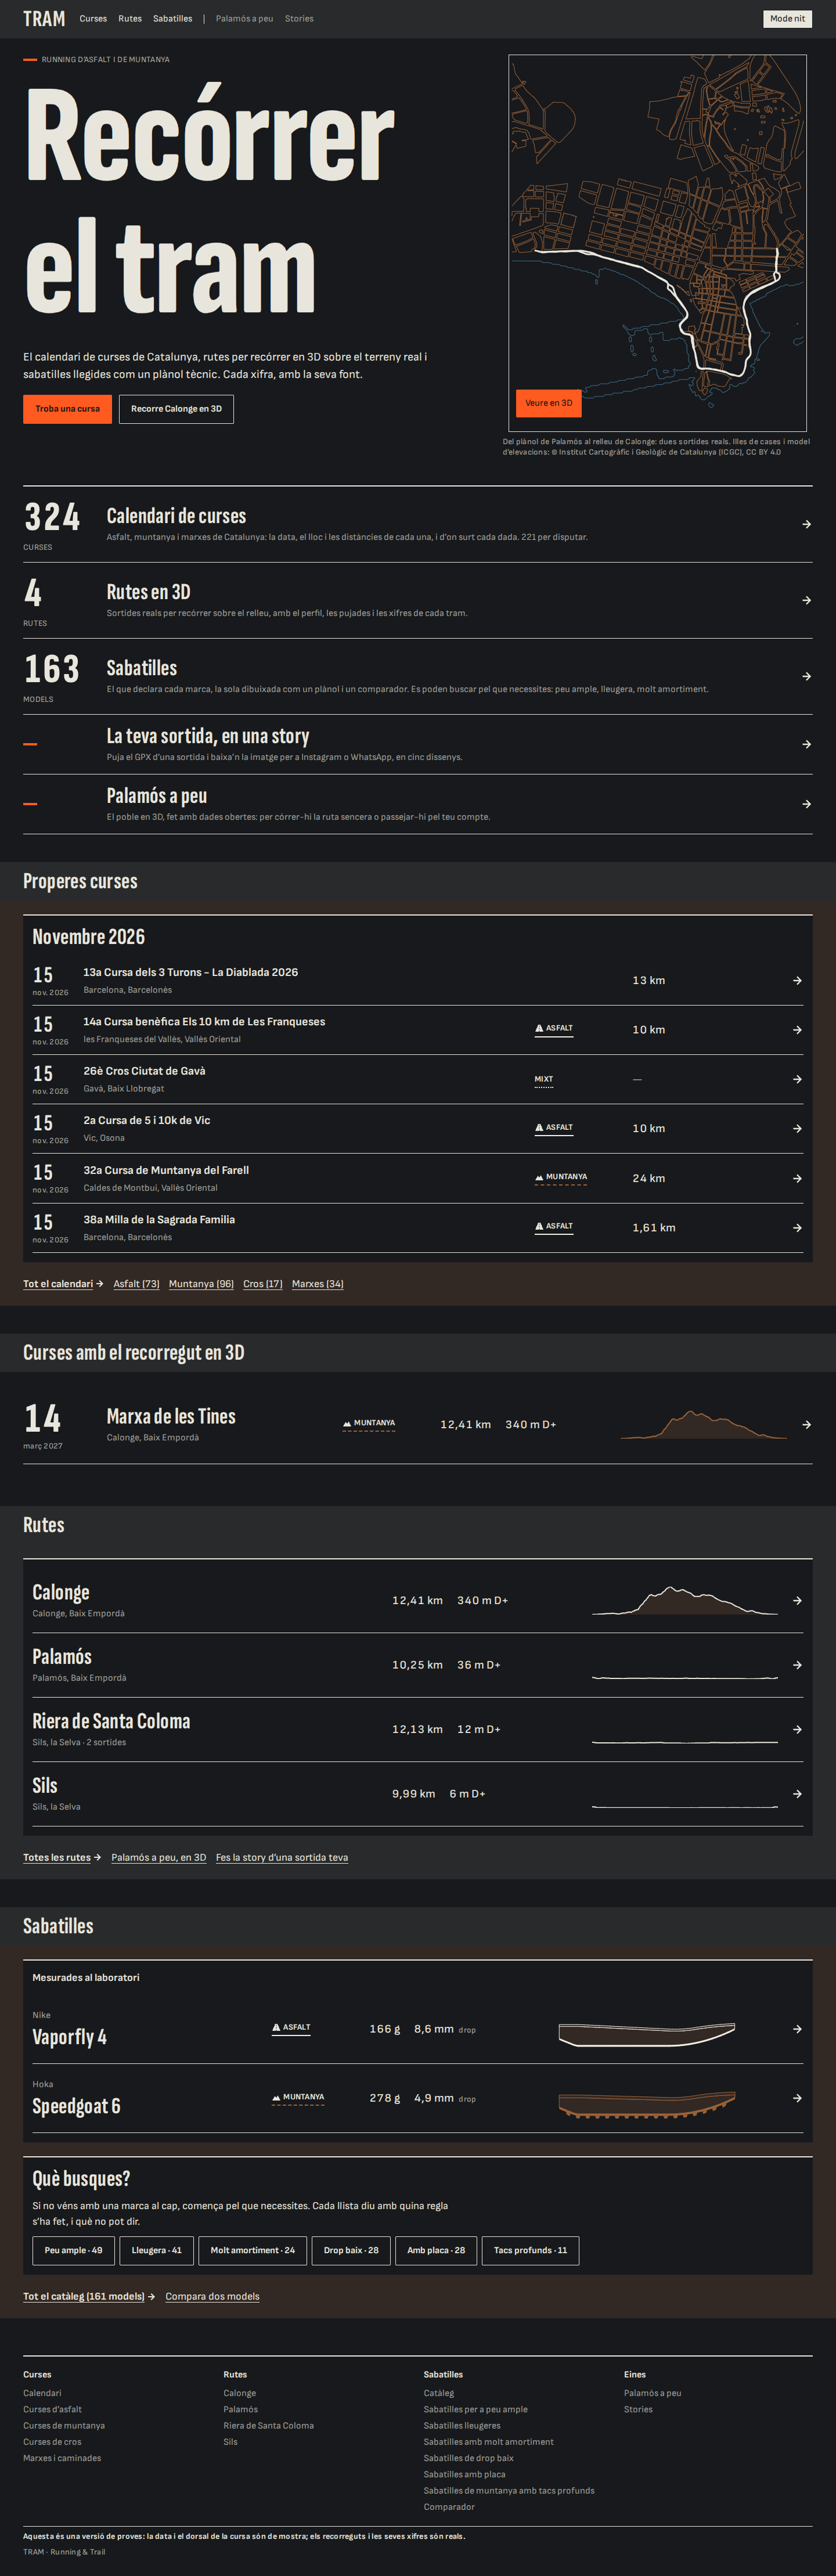 TRAM Curses Rutes Sabatilles | Palamós a peu Stories Mode nit
RUNNING D'ASFALT I DE MUNTANYA
Recórrer
el tram
El calendari de curses de Catalunya, rutes per recórrer en 3D sobre el terreny real i
sabatilles llegides com un plànol tècnic. Cada xifra, amb la seva font.
Troba una cursa Recorre Calonge en 3D
Veure en 3D
Del plànol de Palamós al relleu de Calonge: dues sortides reals. Illes de cases i model
d'elevacions: © Institut Cartogràfic i Geològic de Catalunya (ICGC), CC BY 4.0
324
CURSES
Calendari de curses
Asfalt, muntanya i marxes de Catalunya: la data, el lloc i les distàncies de cada una, i d'on surt cada dada. 221 per disputar.
→
4
RUTES
Rutes en 3D
Sortides reals per recórrer sobre el relleu, amb el perfil, les pujades i les xifres de cada tram.
→
163
MODELS
Sabatilles
El que declara cada marca, la sola dibuixada com un plànol i un comparador. Es poden buscar pel que necessites: peu ample, lleugera, molt amortiment.
→
La teva sortida, en una story
Puja el GPX d'una sortida i baixa'n la imatge per a Instagram o WhatsApp, en cinc dissenys.
→
Palamós a peu
El poble en 3D, fet amb dades obertes: per córrer-hi la ruta sencera o passejar-hi pel teu compte.
→
Properes curses
Novembre 2026
15
nov. 2026
13a Cursa dels 3 Turons - La Diablada 2026
Barcelona, Barcelonès
13 km →
15
nov. 2026
14a Cursa benèfica Els 10 km de Les Franqueses
les Franqueses del Vallès, Vallès Oriental
ASFALT 10 km →
15
nov. 2026
26è Cros Ciutat de Gavà
Gavà, Baix Llobregat
MIXT — →
15
nov. 2026
2a Cursa de 5 i 10k de Vic
Vic, Osona
ASFALT 10 km →
15
nov. 2026
32a Cursa de Muntanya del Farell
Caldes de Montbui, Vallès Oriental
MUNTANYA 24 km →
15
nov. 2026
38a Milla de la Sagrada Familia
Barcelona, Barcelonès
ASFALT 1,61 km →
Tot el calendari → Asfalt (73) Muntanya (96) Cros (17) Marxes (34)
Curses amb el recorregut en 3D
14
març 2027
Marxa de les Tines
Calonge, Baix Empordà
MUNTANYA 12,41 km 340 m D+ →
Rutes
Calonge
Calonge, Baix Empordà
12,41 km 340 m D+ →
Palamós
Palamós, Baix Empordà
10,25 km 36 m D+ →
Riera de Santa Coloma
Sils, la Selva · 2 sortides
12,13 km 12 m D+ →
Sils
Sils, la Selva
9,99 km 6 m D+ →
Totes les rutes → Palamós a peu, en 3D Fes la story d'una sortida teva
Sabatilles
Mesurades al laboratori
Nike
Vaporfly 4
ASFALT 166 g 8,6 mm drop →
Hoka
Speedgoat 6
MUNTANYA 278 g 4,9 mm drop →
Què busques?
Si no véns amb una marca al cap, comença pel que necessites. Cada llista diu amb quina regla
s'ha fet, i què no pot dir.
Peu ample · 49 Lleugera · 41 Molt amortiment · 24 Drop baix · 28 Amb placa · 28 Tacs profunds · 11
Tot el catàleg (161 models) → Compara dos models
Curses
Calendari
Curses d'asfalt
Curses de muntanya
Curses de cros
Marxes i caminades
Rutes
Calonge
Palamós
Riera de Santa Coloma
Sils
Sabatilles
Catàleg
Sabatilles per a peu ample
Sabatilles lleugeres
Sabatilles amb molt amortiment
Sabatilles de drop baix
Sabatilles amb placa
Sabatilles de muntanya amb tacs profunds
Comparador
Eines
Palamós a peu
Stories
Aquesta és una versió de proves: la data i el dorsal de la cursa són de mostra; els recorreguts i les seves xifres són reals.
TRAM · Running & Trail